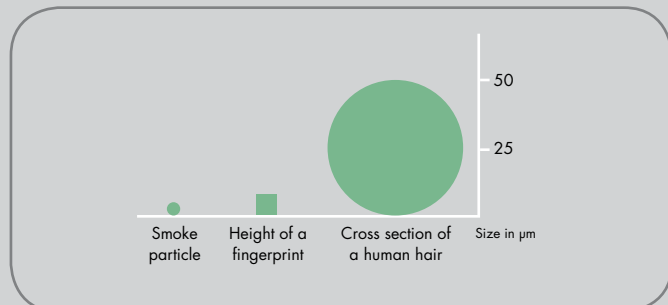 50
25
Smoke
particle
Height of a
fingerprint
Cross section of
a human hair
Size in µm